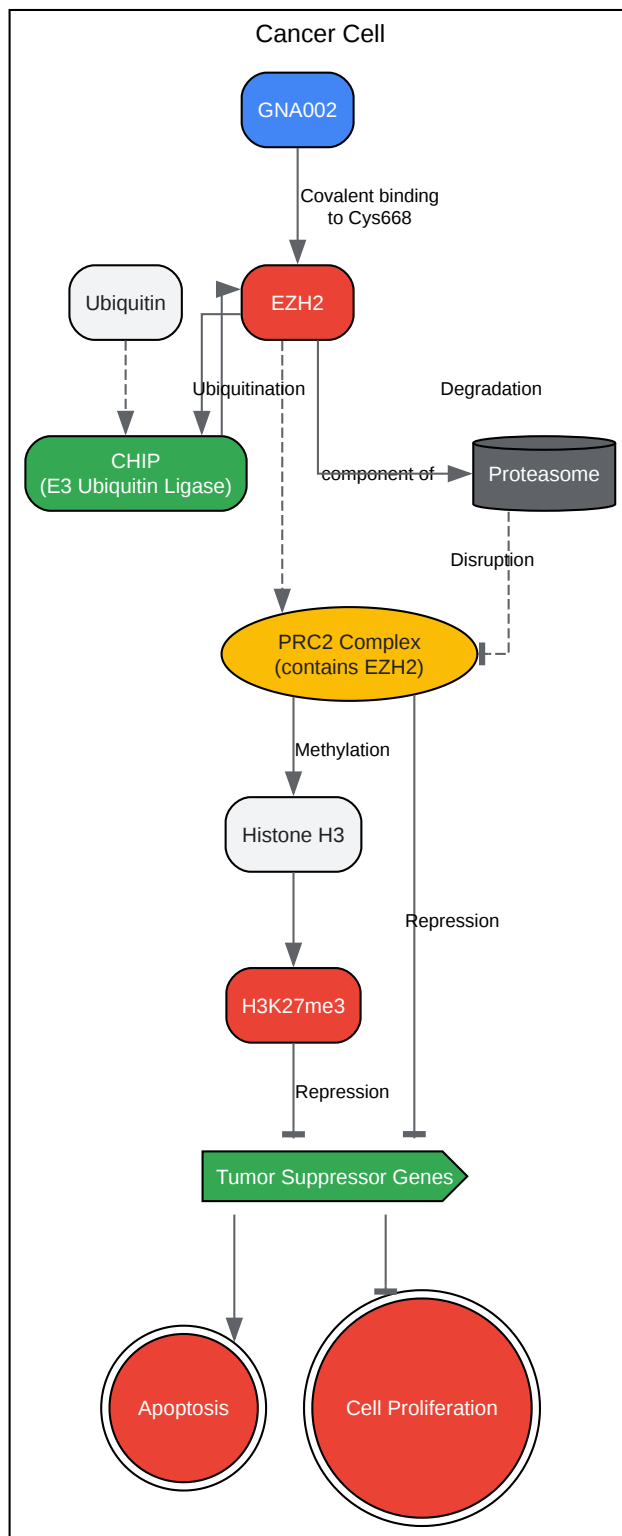 Cancer Cell
GNA002
Covalent binding
to Cys668
Ubiquitin
EZH2
Ubiquitination
Degradation
CHIP
(E3 Ubiquitin Ligase)
component of
Proteasome
Disruption
PRC2 Complex
(contains EZH2)
Methylation
Histone H3
Repression
H3K27me3
Repression
Tumor Suppressor Genes
Apoptosis
Cell Proliferation